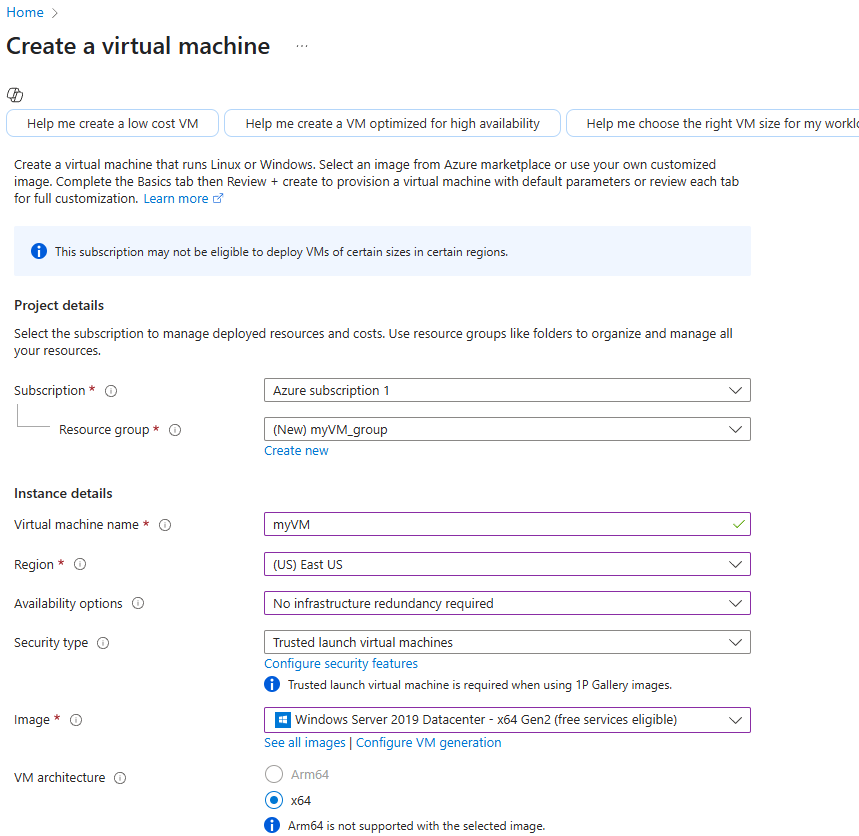 Home
Create a virtual machine
Help me create a low cost VM
Help me create a VM optimized for high availability
Help me choose the right VM size for my
Create a virtual machine that runs Linux or Windows. Select an image from Azure marketplace or use your own customized
image. Complete the Basics tab then Review + create to provision a virtual machine with default parameters or review each tab
for full customization. Learn more
This subscription may not be eligible to deploy VMs of certain sizes in certain regions.
Project details
Select the subscription to manage deployed resources and costs. Use resource groups like folders to organize and manage all
your resources.
Subscription *
Azure subscription 1
Resource group *
(New) myVM_group
Create new
Instance details
Virtual machine name *
myVM
Region *
(US) East US
Availability options
No infrastructure redundancy required
Security type
Trusted launch virtual machines
Configure security features
Trusted launch virtual machine is required when using 1P Gallery images.
Image *
Windows Server 2019 Datacenter - x64 Gen2 (free services eligible)
See all images | Configure VM generation
VM architecture
Arm64
x64
Arm64 is not supported with the selected image.